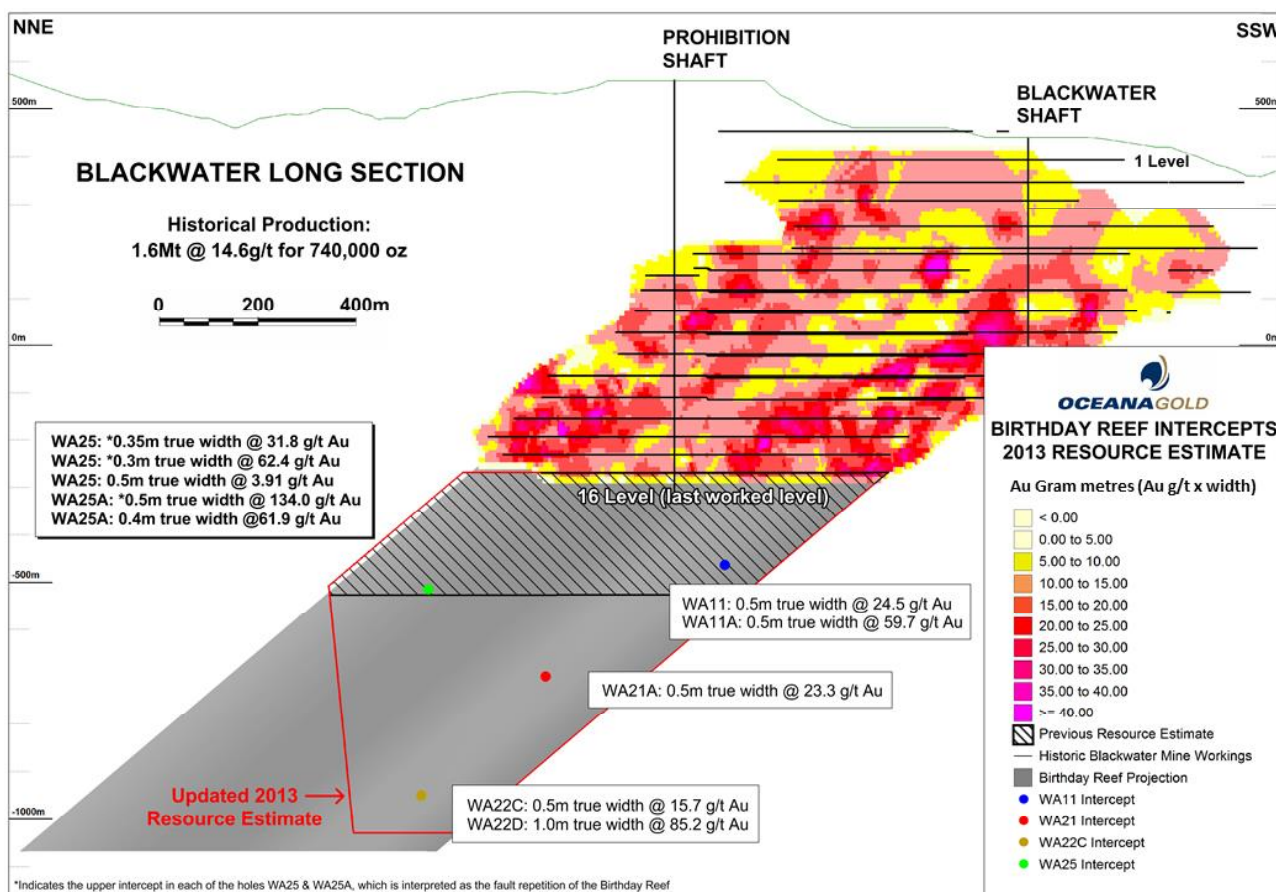 NNE
PROHIBITION
SHAFT
SSW
BLACKWATER
SHAFT
500m
500m
1 Level
BLACKWATER LONG SECTION
Historical Production:
1.6Mt @ 14.6g/t for 740,000 oz
0 200 400m
0m
0m
OCEANAGOLD
BIRTHDAY REEF INTERCEPTS
2013 RESOURCE ESTIMATE
Au Gram metres (Au g/t x width)
< 0.00
0.00 to 5.00
5.00 to 10.00
10.00 to 15.00
15.00 to 20.00
20.00 to 25.00
25.00 to 30.00
30.00 to 35.00
35.00 to 40.00
>= 40.00
Previous Resource Estimate
Historic Blackwater Mine Workings
Birthday Reef Projection
WA11 Intercept
WA21 Intercept
WA22C Intercept
WA25 Intercept
WA25: *0.35m true width @ 31.8 g/t Au
WA25: *0.3m true width @ 62.4 g/t Au
WA25: 0.5m true width @ 3.91 g/t Au
WA25A: *0.5m true width @ 134.0 g/t Au
WA25A: 0.4m true width @61.9 g/t Au
16 Level (last worked level)
-500m
WA11: 0.5m true width @ 24.5 g/t Au
WA11A: 0.5m true width @ 59.7 g/t Au
WA21A: 0.5m true width @ 23.3 g/t Au
Updated 2013
Resource Estimate
WA22C: 0.5m true width @ 15.7 g/t Au
WA22D: 1.0m true width @ 85.2 g/t Au
-1000m
*Indicates the upper intercept in each of the holes WA25 & WA25A, which is interpreted as the fault repetition of the Birthday Reef